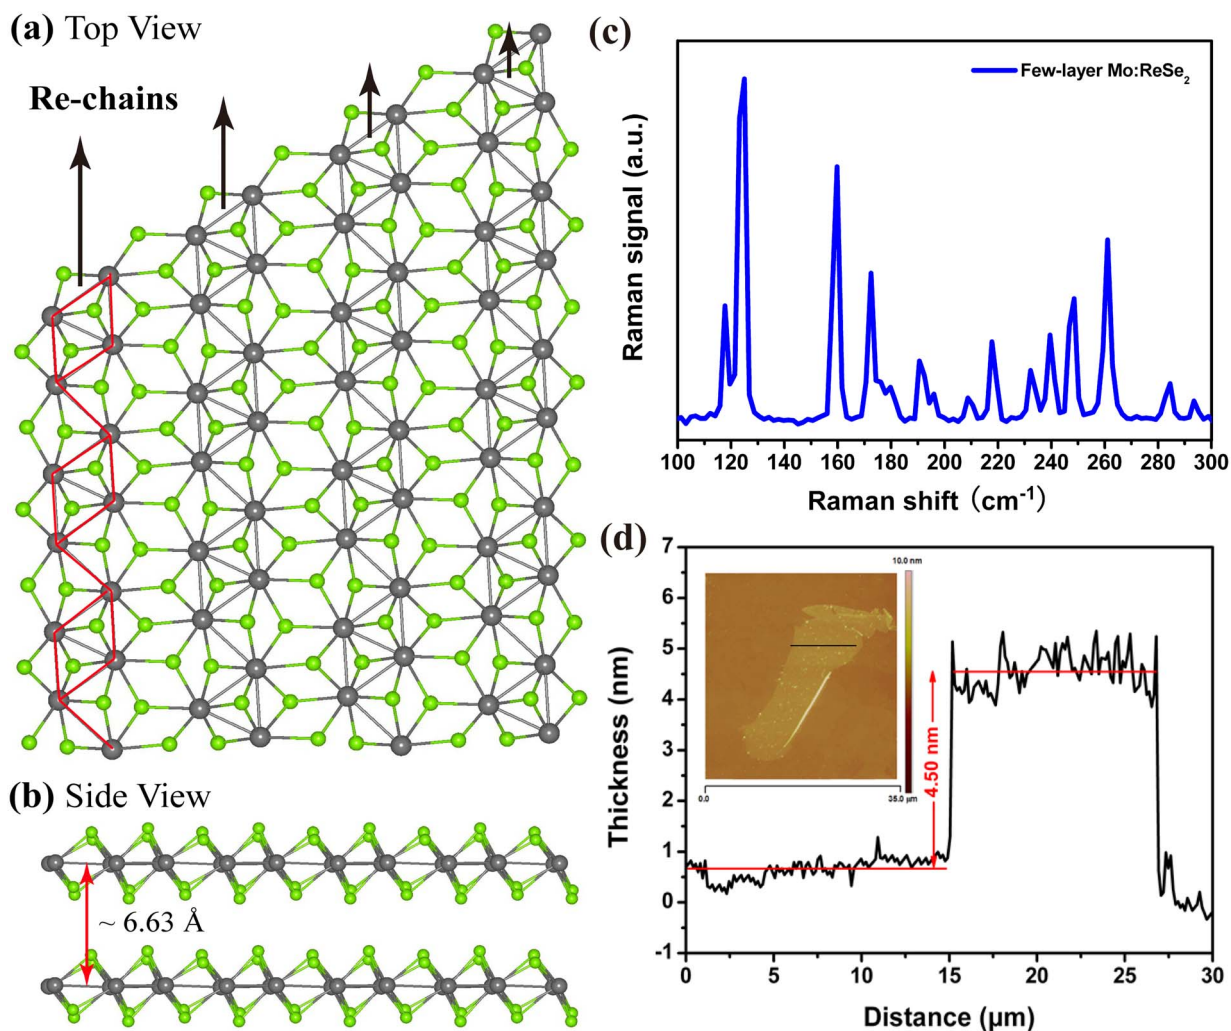 (a) Top View
Re-chains
(b) Side View
~ 6.63 Å
(c)
Few-layer Mo:ReSe2
Raman signal (a.u.)
100 120 140 160 180 200 220 240 260 280 300
Raman shift (cm-1)
(d)
7
6
5
4
3
2
1
0
-1
Thickness (nm)
10.0 nm
0.0
35.0 µm
4.50 nm
0 5 10 15 20 25 30
Distance (µm)